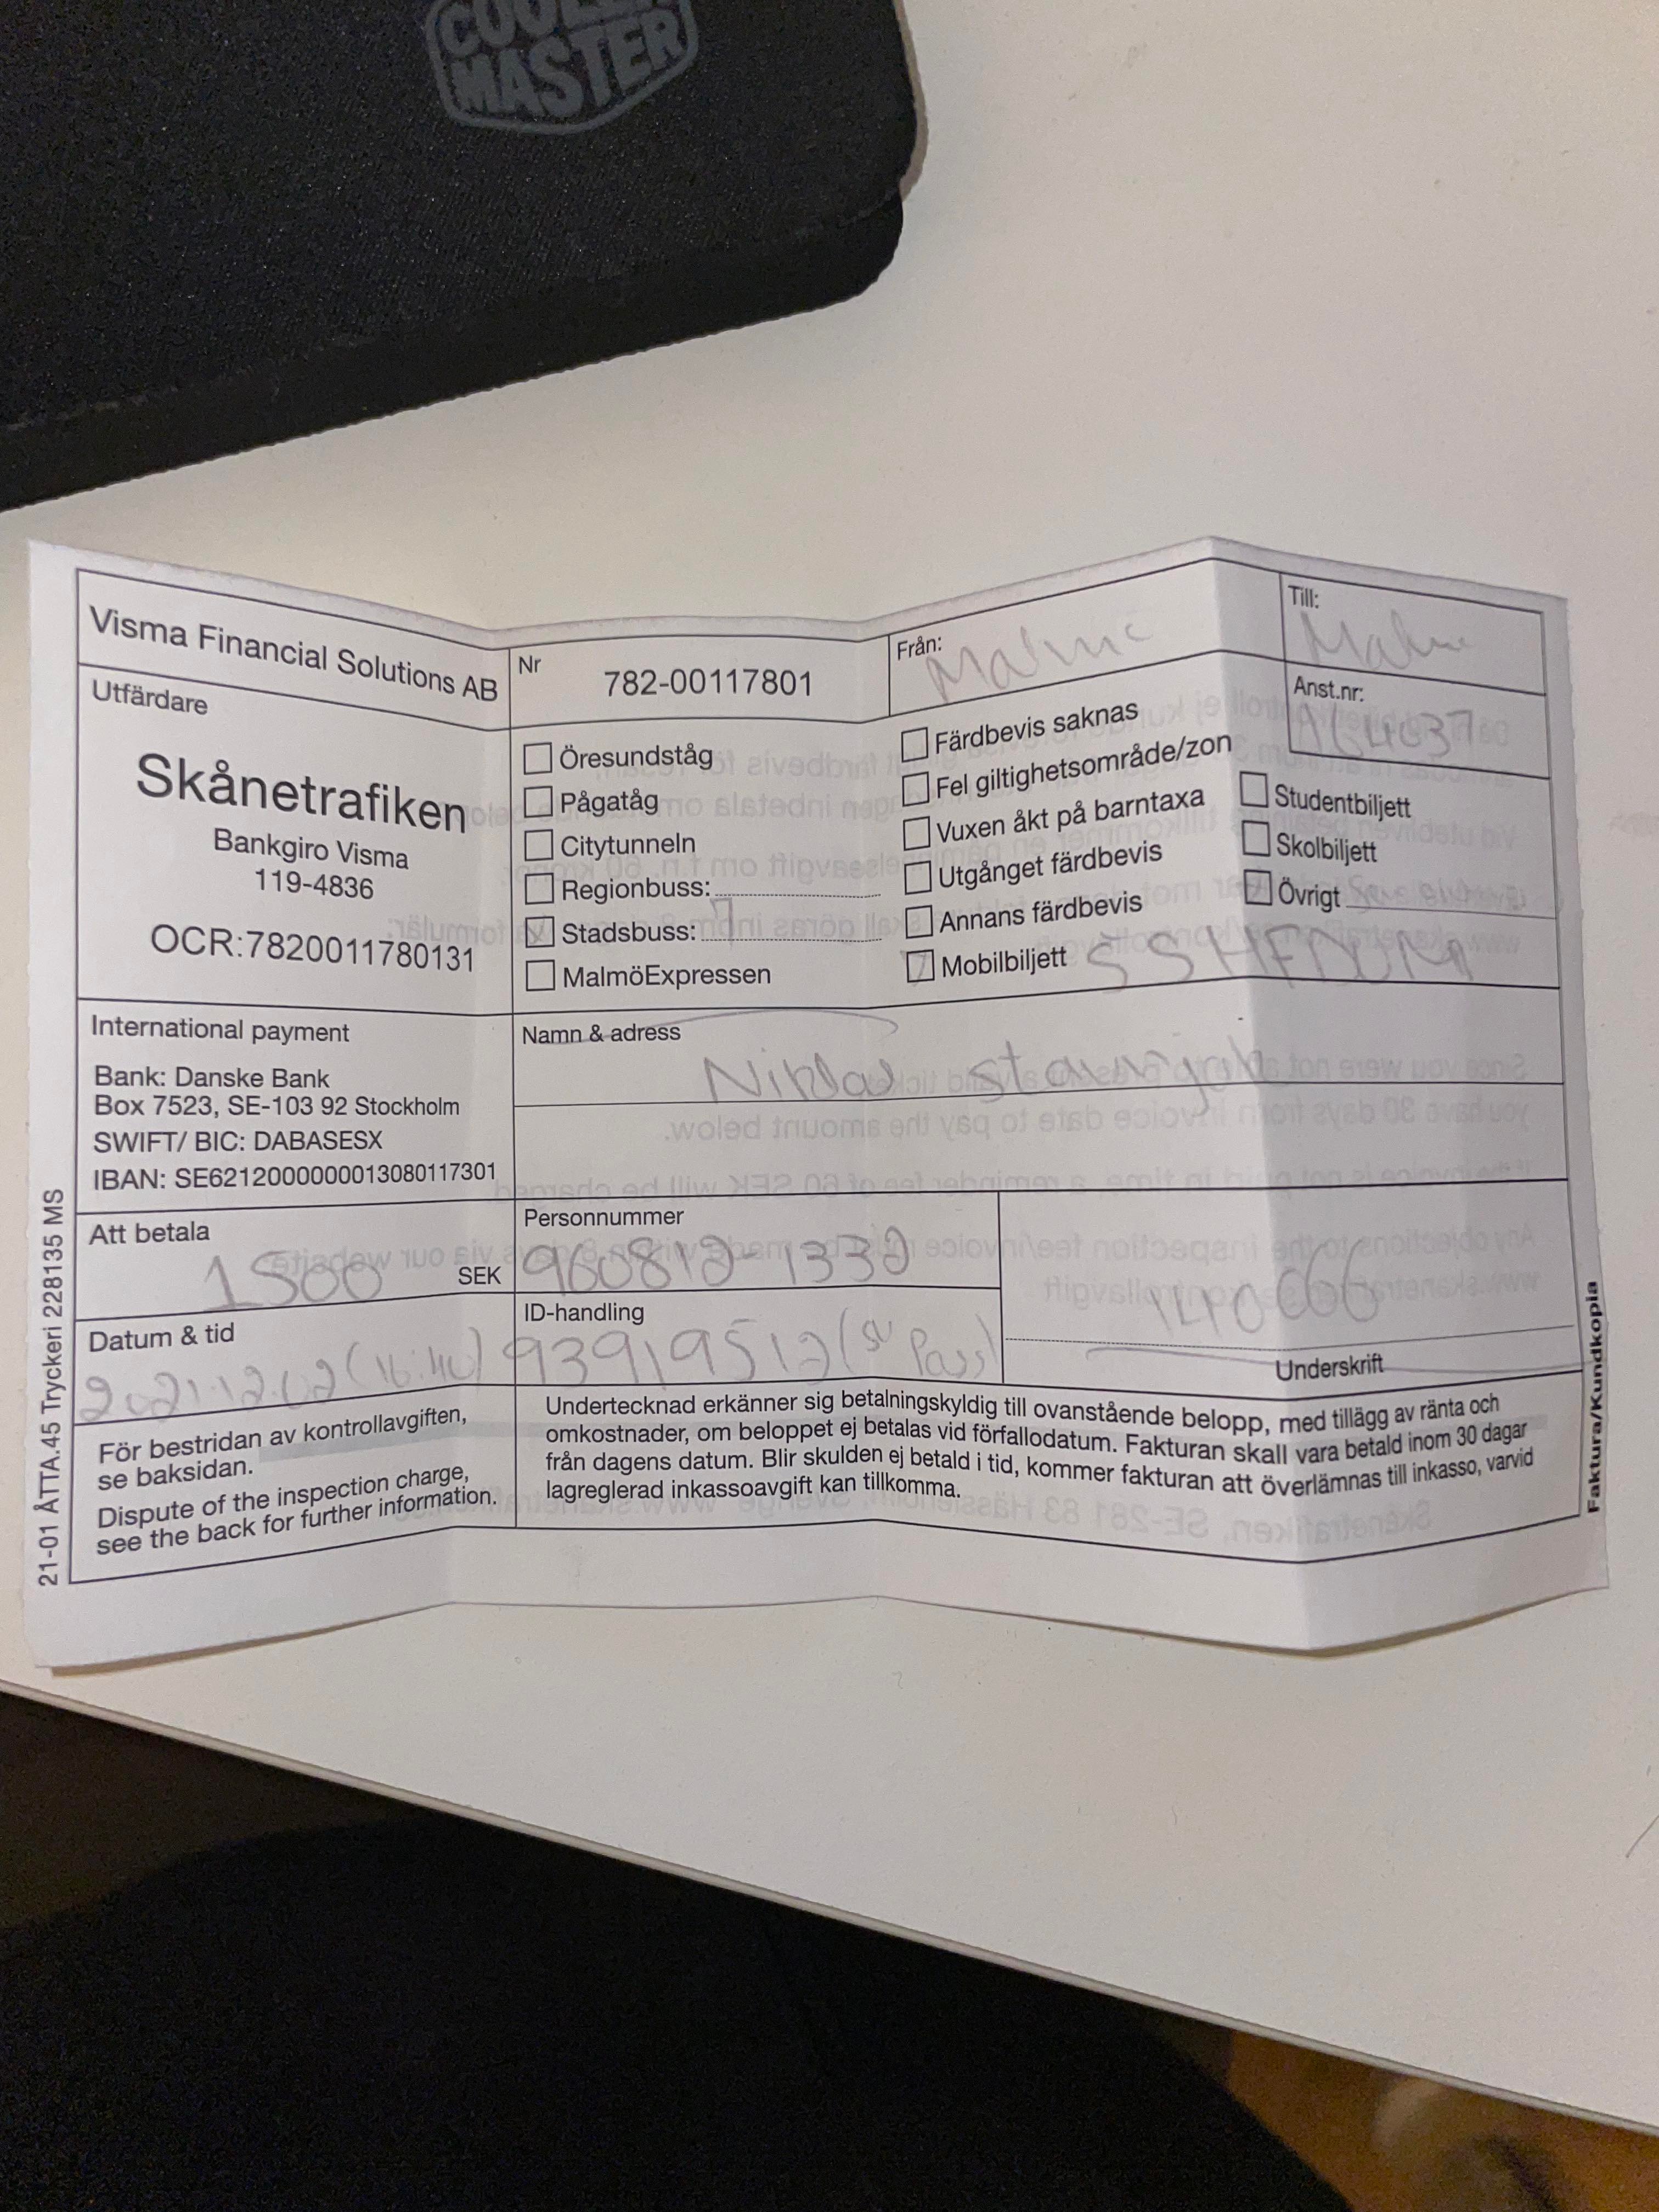 COOLER
MASTER
Visma Financial Solutions AB
Nr
782-00117801
Från:
Malmö
Till:
Malmö
Utfärdare
Skånetrafiken
Bankgiro Visma
119-4836
OCR:7820011780131
Öresundståg
Pågatåg
Citytunneln
Regionbuss:
Stadsbuss: 7
MalmöExpressen
Färdbevis saknas
Fel giltighetsområde/zon
Vuxen åkt på barntaxa
Utgånget färdbevis
Annans färdbevis
Mobilbiljett
Anst.nr:
Studentbiljett
Skolbiljett
Övrigt
International payment
Bank: Danske Bank
Box 7523, SE-103 92 Stockholm
SWIFT/ BIC: DABASESX
IBAN: SE6212000000013080117301
Namn & adress
Niklas
Att betala
1500 SEK
Personnummer
960812-1332
Datum & tid
2021.12.02 (16:40)
ID-handling
93919512 (SV Pass)
Underskrift
För bestridan av kontrollavgiften,
se baksidan.
Dispute of the inspection charge,
see the back for further information.
Undertecknad erkänner sig betalningskyldig till ovanstående belopp, med tillägg av ränta och
omkostnader, om beloppet ej betalas vid förfallodatum. Fakturan skall vara betald inom 30 dagar
från dagens datum. Blir skulden ej betald i tid, kommer fakturan att överlämnas till inkasso, varvid
lagreglerad inkassoavgift kan tillkomma.
21-01 ÅTTA.45 Tryckeri 228135 MS
Faktura/Kundkopia